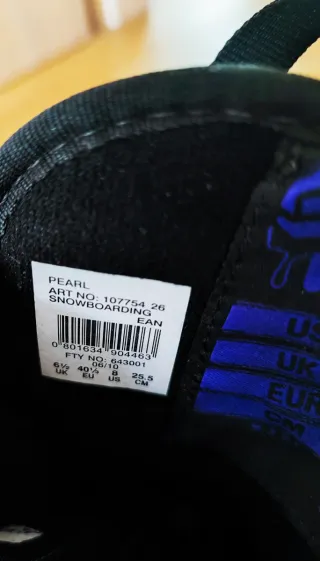 PEARL
ART NO: 107754 26
SNOWBOARDING
EAN
0 801634 904463
FTY NO: 643001
06/10
6½ 40½ 8 25.5
UK EU US CM
US
UK
EUR
CM